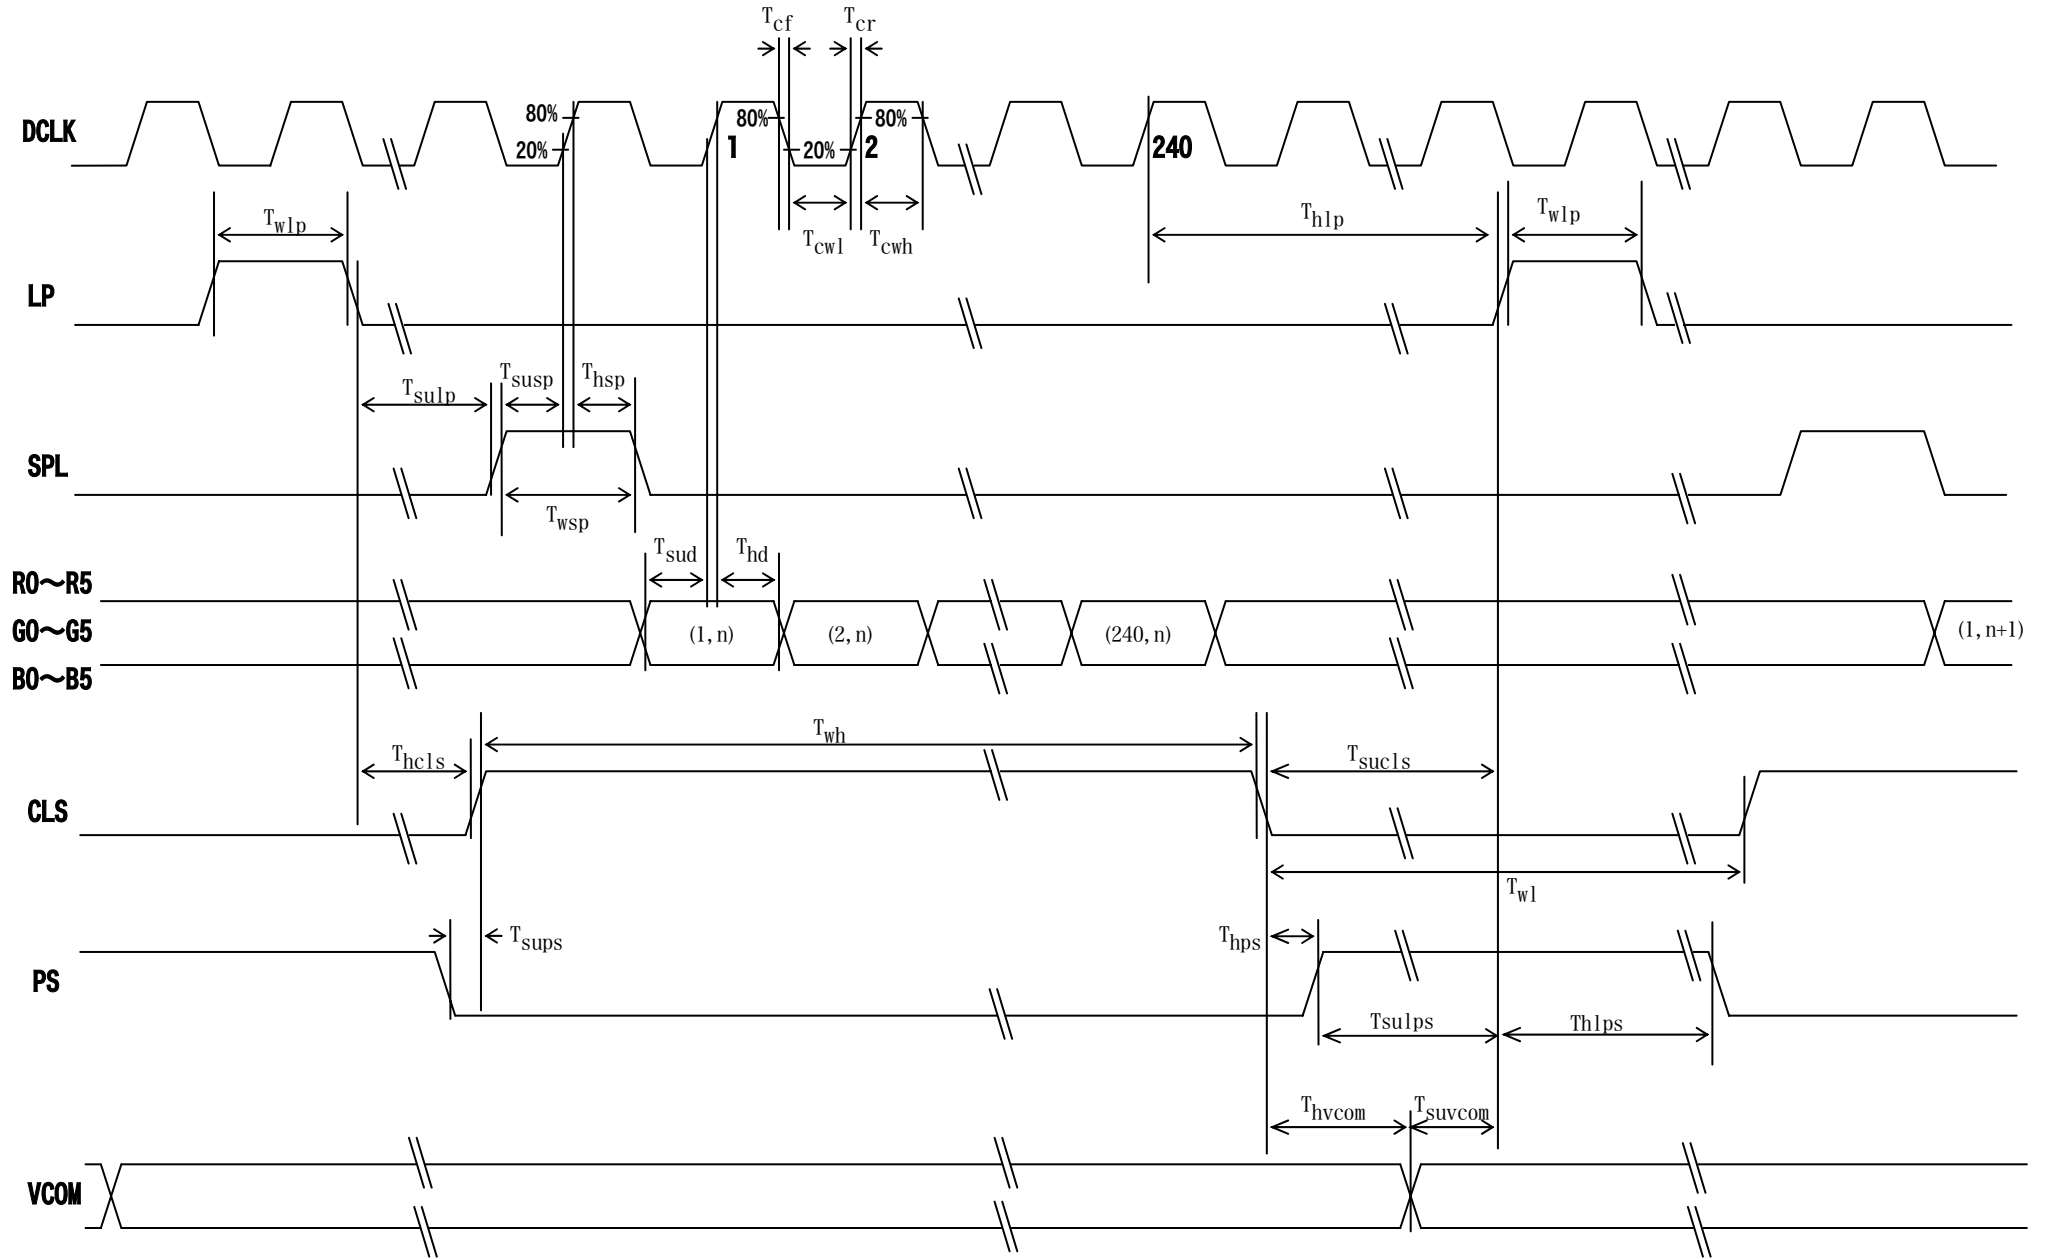 Tcf Tcr
DCLK 80% 20% 1 80% 20% 2 80% 240
Tcwl Tcwh
Twlp Thlp Twlp
LP
Tsulp Tsusp Thsp
SPL
Twsp
Tsud Thd
R0～R5
G0～G5 (1,n) (2,n) (240,n) (1,n+1)
B0～B5
Twh
Thcls Tsucls
CLS
Twl
Tsups Thps
PS
Tsulps Thlps
Thvcom Tsuvcom
VCOM